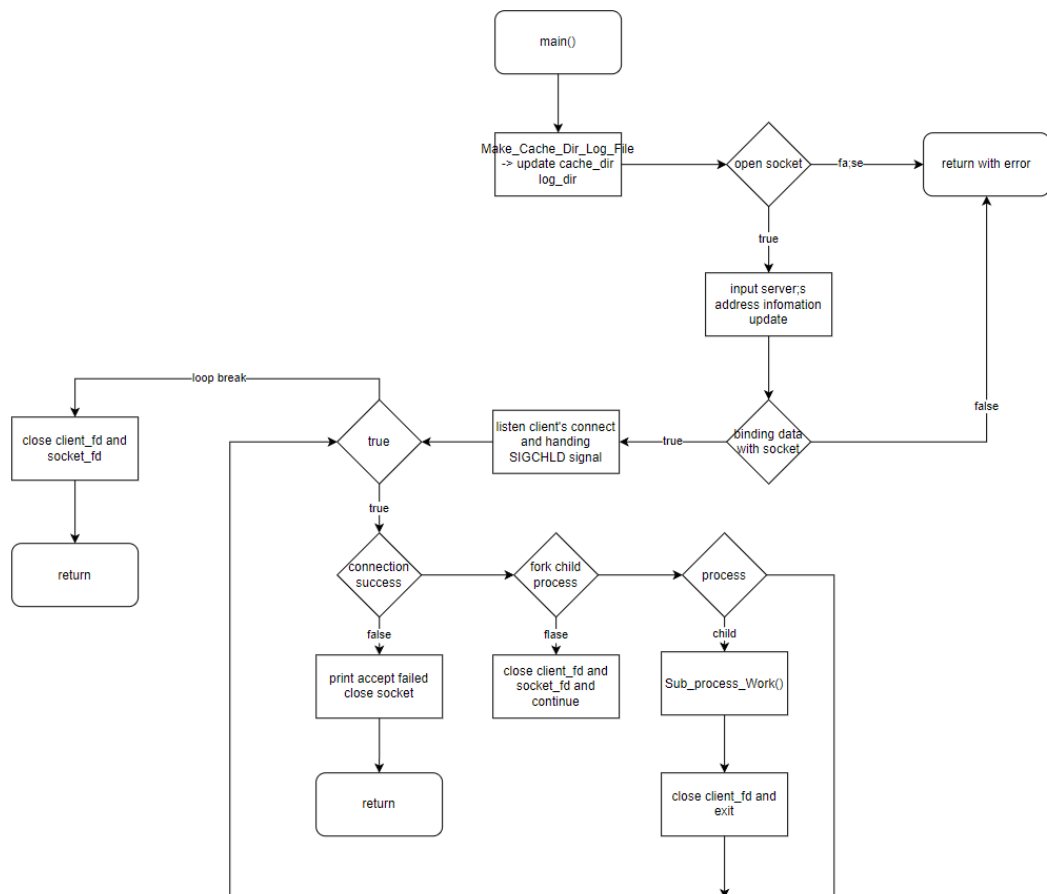 main()
Make_Cache_Dir_Log_File
-> update cache_dir
log_dir
open socket
fa;se
return with error
true
input server;s
address infomation
update
loop break
false
close client_fd and
socket_fd
true
listen client's connect
and handing
SIGCHLD signal
true
binding data
with socket
true
return
connection
success
fork child
process
process
false
flase
child
print accept failed
close socket
close client_fd and
socket_fd and
continue
Sub_process_Work()
return
close client_fd and
exit